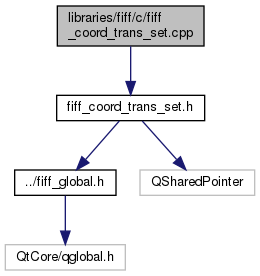 libraries/fiff/c/fiff
_coord_trans_set.cpp
fiff_coord_trans_set.h
../fiff_global.h
QSharedPointer
QtCore/qglobal.h